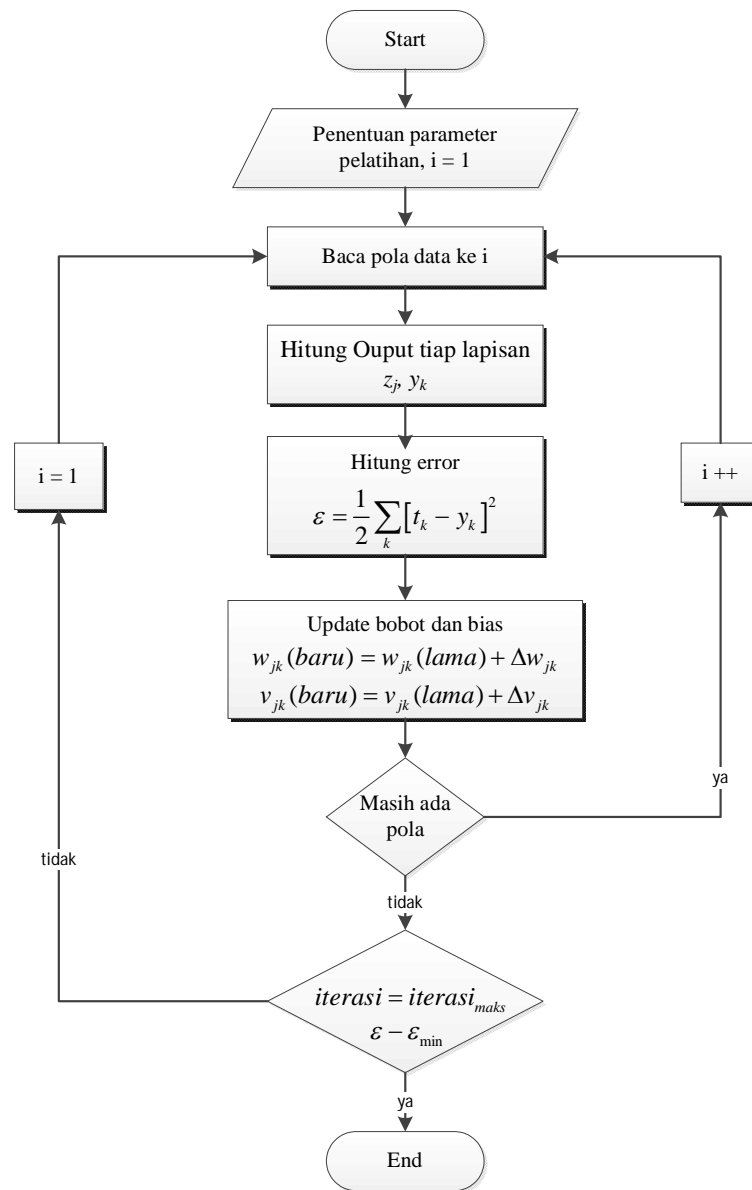 Start
Penentuan parameter
pelatihan, i = 1
Baca pola data ke i
Hitung Ouput tiap lapisan
z_j, y_k
Hitung error
ε = 1/2 ∑_k [t_k − y_k]^2
i = 1
i ++
Update bobot dan bias
w_jk (baru) = w_jk (lama) + Δw_jk
v_jk (baru) = v_jk (lama) + Δv_jk
Masih ada
pola
ya
tidak
tidak
iterasi = iterasi_maks
ε − ε_min
ya
End